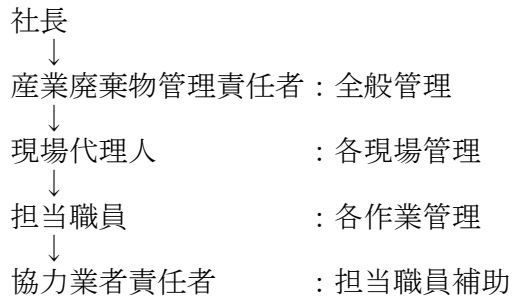 社長
↓
産業廃棄物管理責任者:全般管理
↓
現場代理人 :各現場管理
↓
担当職員 :各作業管理
↓
協力業者責任者 :担当職員補助